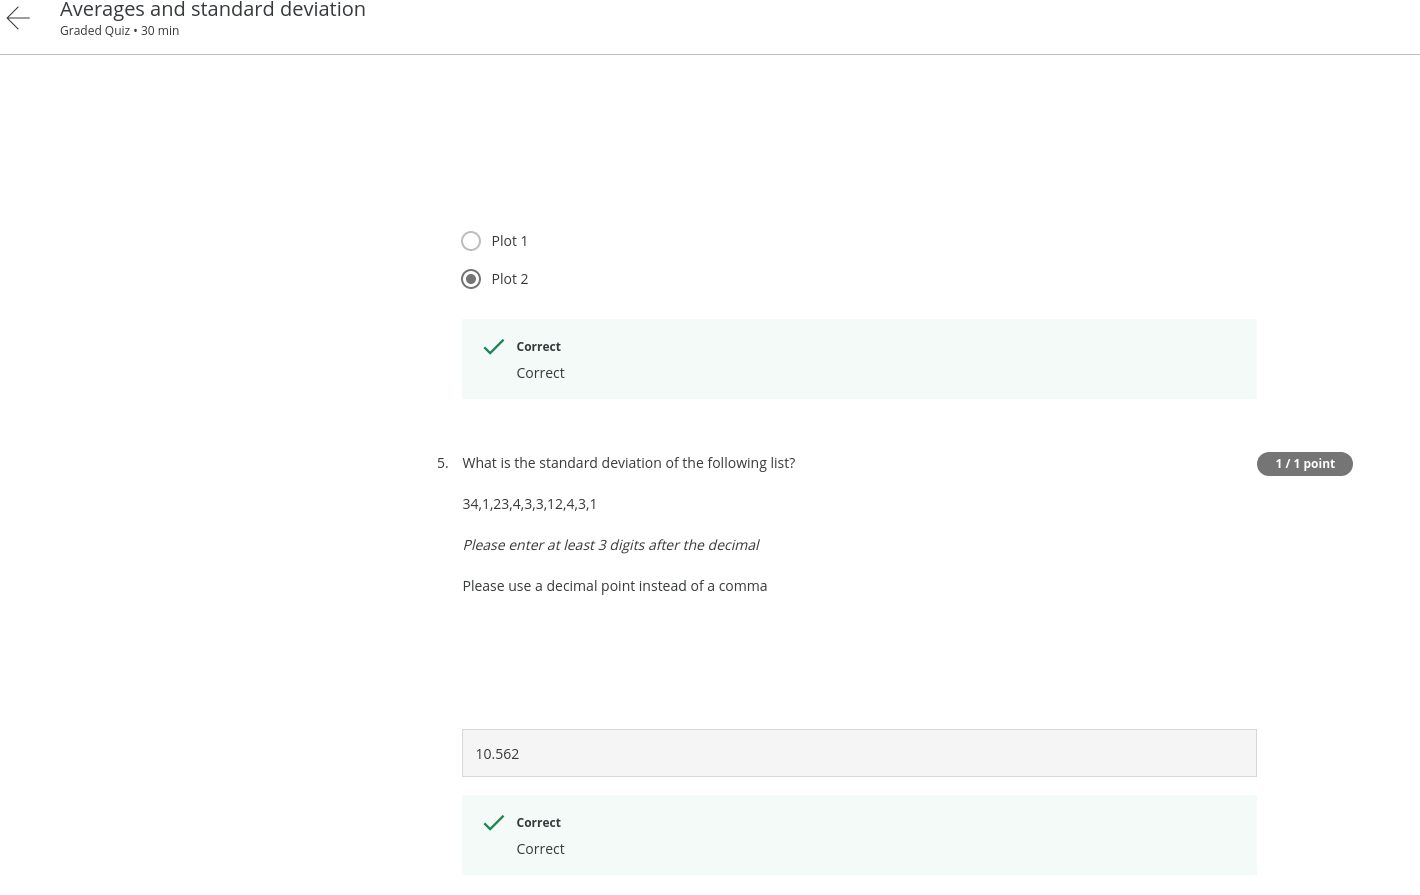 Averages and standard deviation
Graded Quiz • 30 min
Plot 1
Plot 2
Correct
Correct
5. What is the standard deviation of the following list?
1 / 1 point
34,1,23,4,3,3,12,4,3,1
Please enter at least 3 digits after the decimal
Please use a decimal point instead of a comma
10.562
Correct
Correct